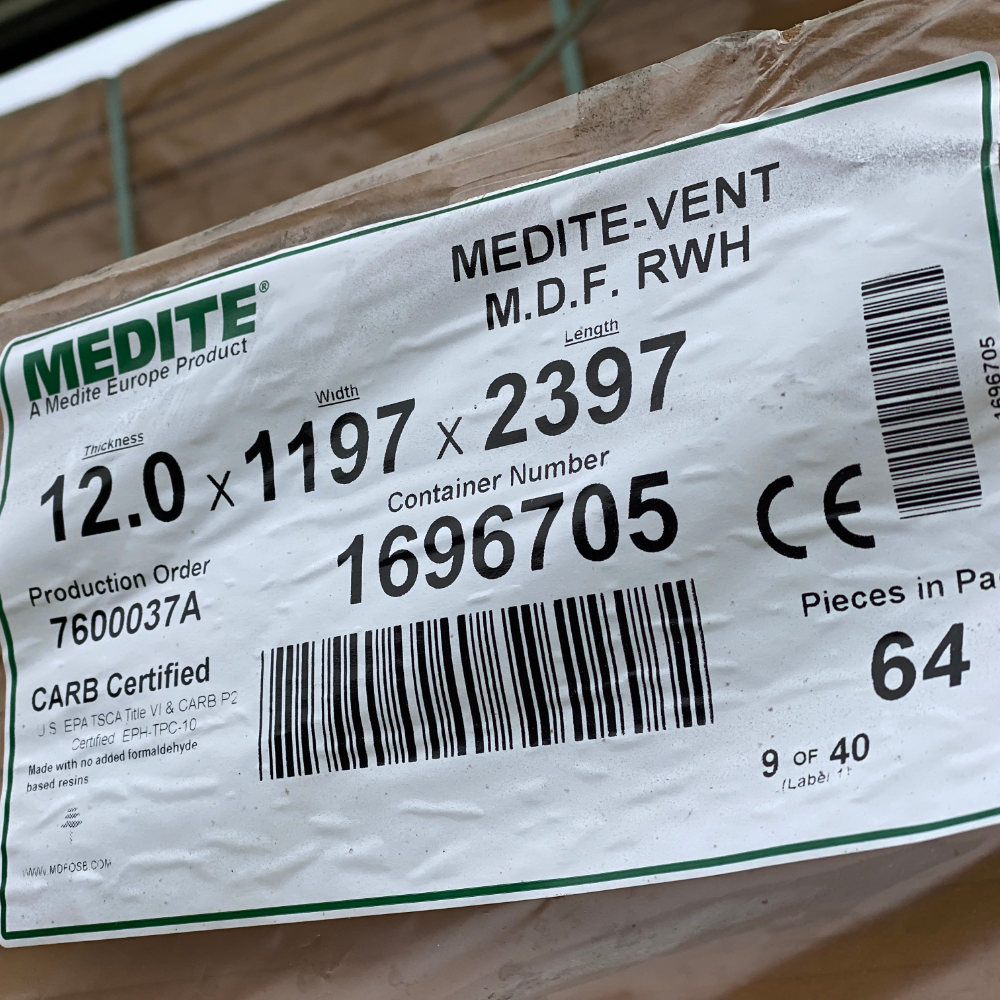 MEDITE-VENT
M.D.F. RWH
MEDITE®
A Medite Europe Product
Thickness Width Length
12.0 x 1197 x 2397
Container Number
1696705
1696705
CE
Production Order
7600037A
Pieces in Pa
64
CARB Certified
U.S. EPA TSCA Title VI & CARB P2
Certified EPH-TPC-10
Made with no added formaldehyde
based resins
9 OF 40
(Label 1)
WWW.MDFOSB.COM